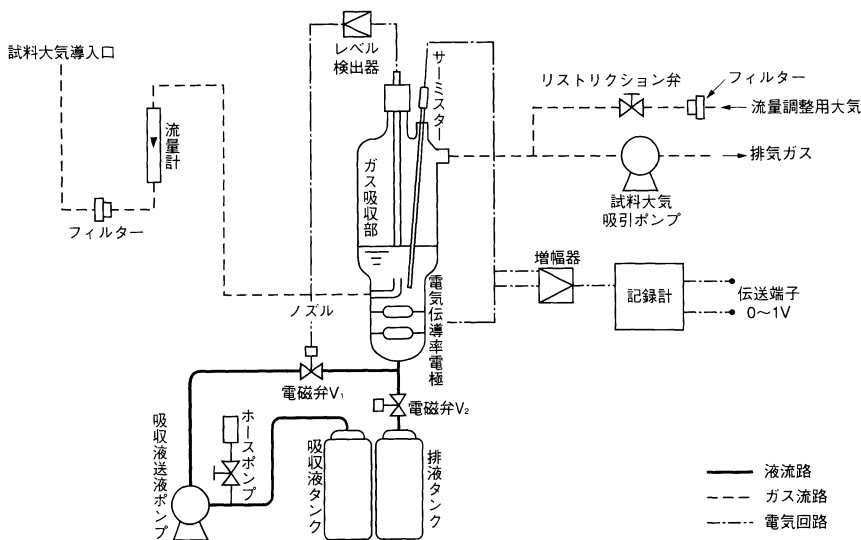 レベル
検出器
試料大気導入口
サーミスター
リストリクション弁
フィルター
流量調整用大気
流量計
ガス吸収部
排気ガス
試料大気
吸引ポンプ
フィルター
増幅器
電気伝導率電極
記録計
伝送端子
0〜1V
ノズル
電磁弁V₁
電磁弁V₂
吸収液送液ポンプ
ホースポンプ
吸収液タンク
排液タンク
液流路
ガス流路
電気回路